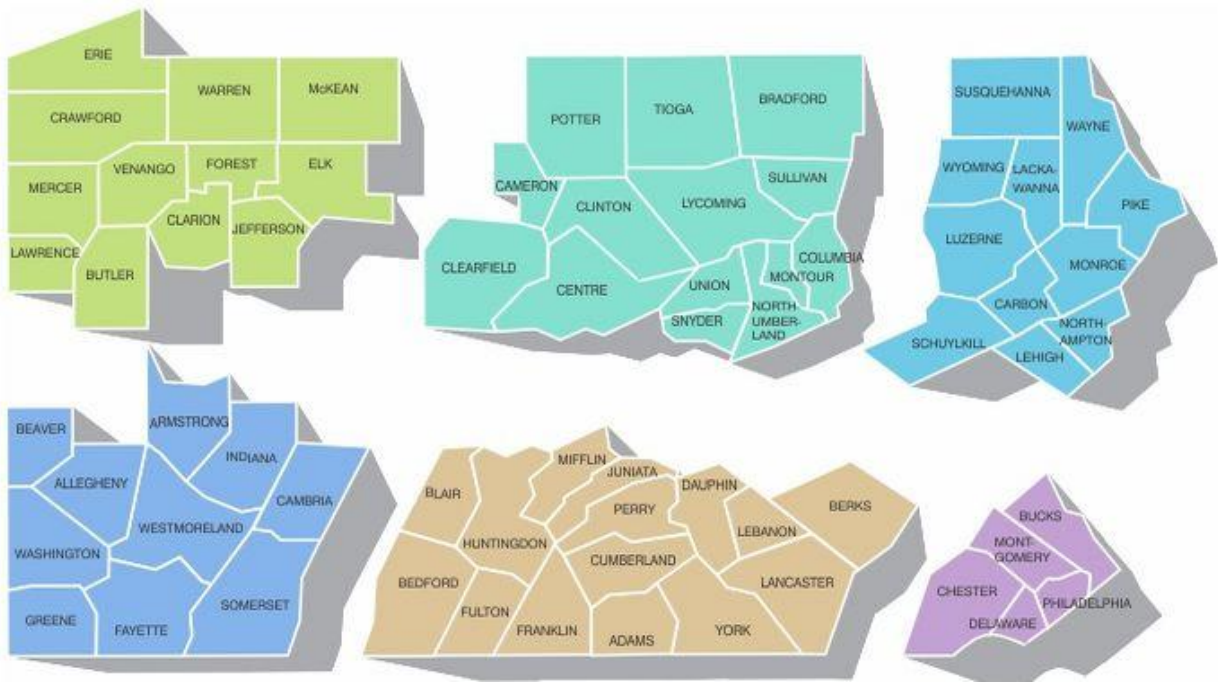 ERIE
WARREN
McKEAN
CRAWFORD
VENANGO
FOREST
ELK
MERCER
CLARION
JEFFERSON
LAWRENCE
BUTLER
POTTER
TIOGA
BRADFORD
CAMERON
CLINTON
LYCOMING
SULLIVAN
CLEARFIELD
CENTRE
UNION
MONTOUR
COLUMBIA
SNYDER
NORTH
UMBER-
LAND
SUSQUEHANNA
WAYNE
WYOMING
LACKA-
WANNA
PIKE
LUZERNE
MONROE
CARBON
SCHUYLKILL
NORTH-
AMPTON
LEHIGH
BEAVER
ARMSTRONG
INDIANA
ALLEGHENY
CAMBRIA
WESTMORELAND
WASHINGTON
GREENE
FAYETTE
SOMERSET
MIFFLIN
JUNIATA
BLAIR
DAUPHIN
PERRY
BERKS
HUNTINGDON
LEBANON
CUMBERLAND
BEDFORD
LANCASTER
FULTON
FRANKLIN
ADAMS
YORK
BUCKS
MONT-
GOMERY
CHESTER
PHILADELPHIA
DELAWARE